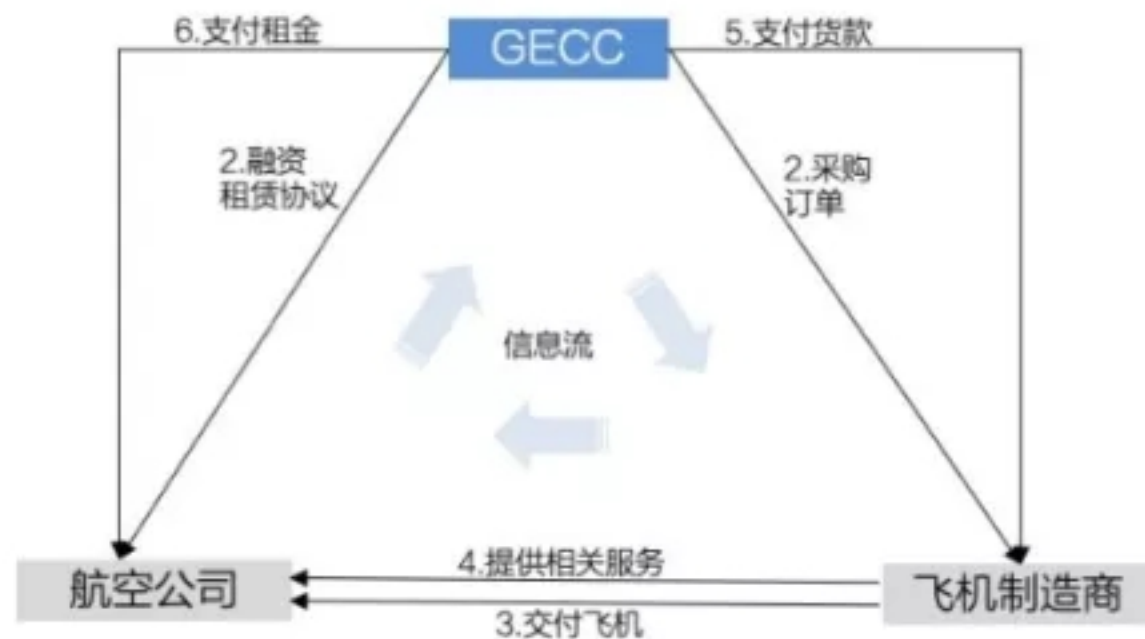 6.支付租金
GECC
5.支付货款
2.融资
租赁协议
2.采购
订单
信息流
4.提供相关服务
航空公司
飞机制造商
3.交付飞机